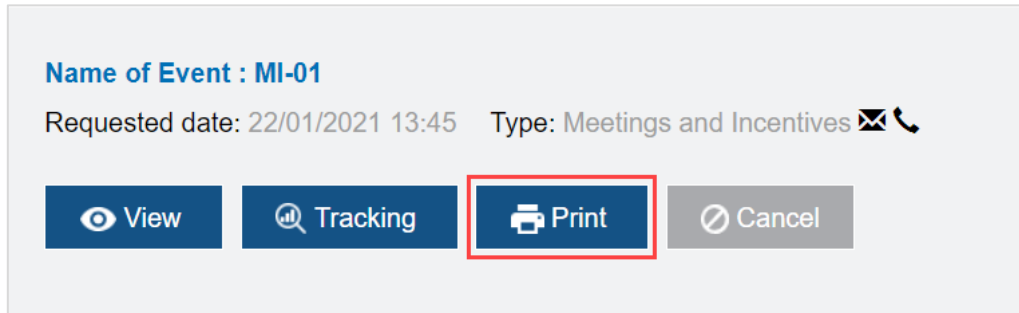 Name of Event : MI-01
Requested date: 22/01/2021 13:45 Type: Meetings and Incentives
View Tracking Print Cancel